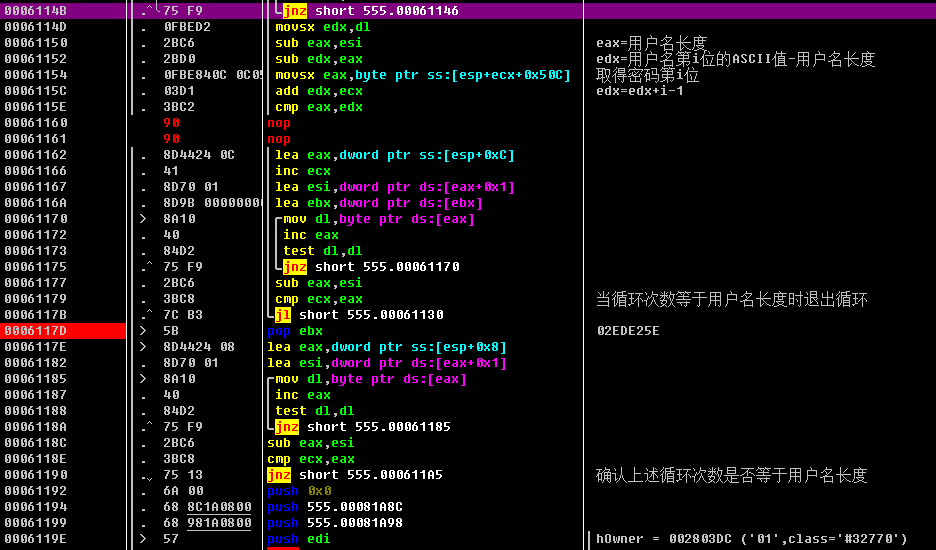 0006114B .^ 75 F9 jnz short 555.00061146
0006114D . 0FBED2 movsx edx,dl
00061150 . 2BC6 sub eax,esi eax=用户名长度
00061152 . 2BD0 sub edx,eax edx=用户名第i位的ASCII值-用户名长度
00061154 . 0FBE840C 0C05 movsx eax,byte ptr ss:[esp+ecx+0x50C] 取得密码第i位
0006115C . 03D1 add edx,ecx edx=edx+i-1
0006115E . 3BC2 cmp eax,edx
00061160 90 nop
00061161 90 nop
00061162 . 8D4424 0C lea eax,dword ptr ss:[esp+0xC]
00061166 . 41 inc ecx
00061167 . 8D70 01 lea esi,dword ptr ds:[eax+0x1]
0006116A . 8D9B 00000000 lea ebx,dword ptr ds:[ebx]
00061170 > 8A10 mov dl,byte ptr ds:[eax]
00061172 . 40 inc eax
00061173 . 84D2 test dl,dl
00061175 .^ 75 F9 jnz short 555.00061170
00061177 . 2BC6 sub eax,esi
00061179 . 3BC8 cmp ecx,eax 当循环次数等于用户名长度时退出循环
0006117B .^ 7C B3 jl short 555.00061130
0006117D > 5B pop ebx 02EDE25E
0006117E > 8D4424 08 lea eax,dword ptr ss:[esp+0x8]
00061182 . 8D70 01 lea esi,dword ptr ds:[eax+0x1]
00061185 > 8A10 mov dl,byte ptr ds:[eax]
00061187 . 40 inc eax
00061188 . 84D2 test dl,dl
0006118A .^ 75 F9 jnz short 555.00061185
0006118C . 2BC6 sub eax,esi
0006118E . 3BC8 cmp ecx,eax
00061190 .v 75 13 jnz short 555.000611A5 确认上述循环次数是否等于用户名长度
00061192 . 6A 00 push 0x0
00061194 . 68 8C1A0800 push 555.00081A8C
00061199 . 68 981A0800 push 555.00081A98
0006119E > 57 push edi hOwner = 002803DC ('01',class='#32770')